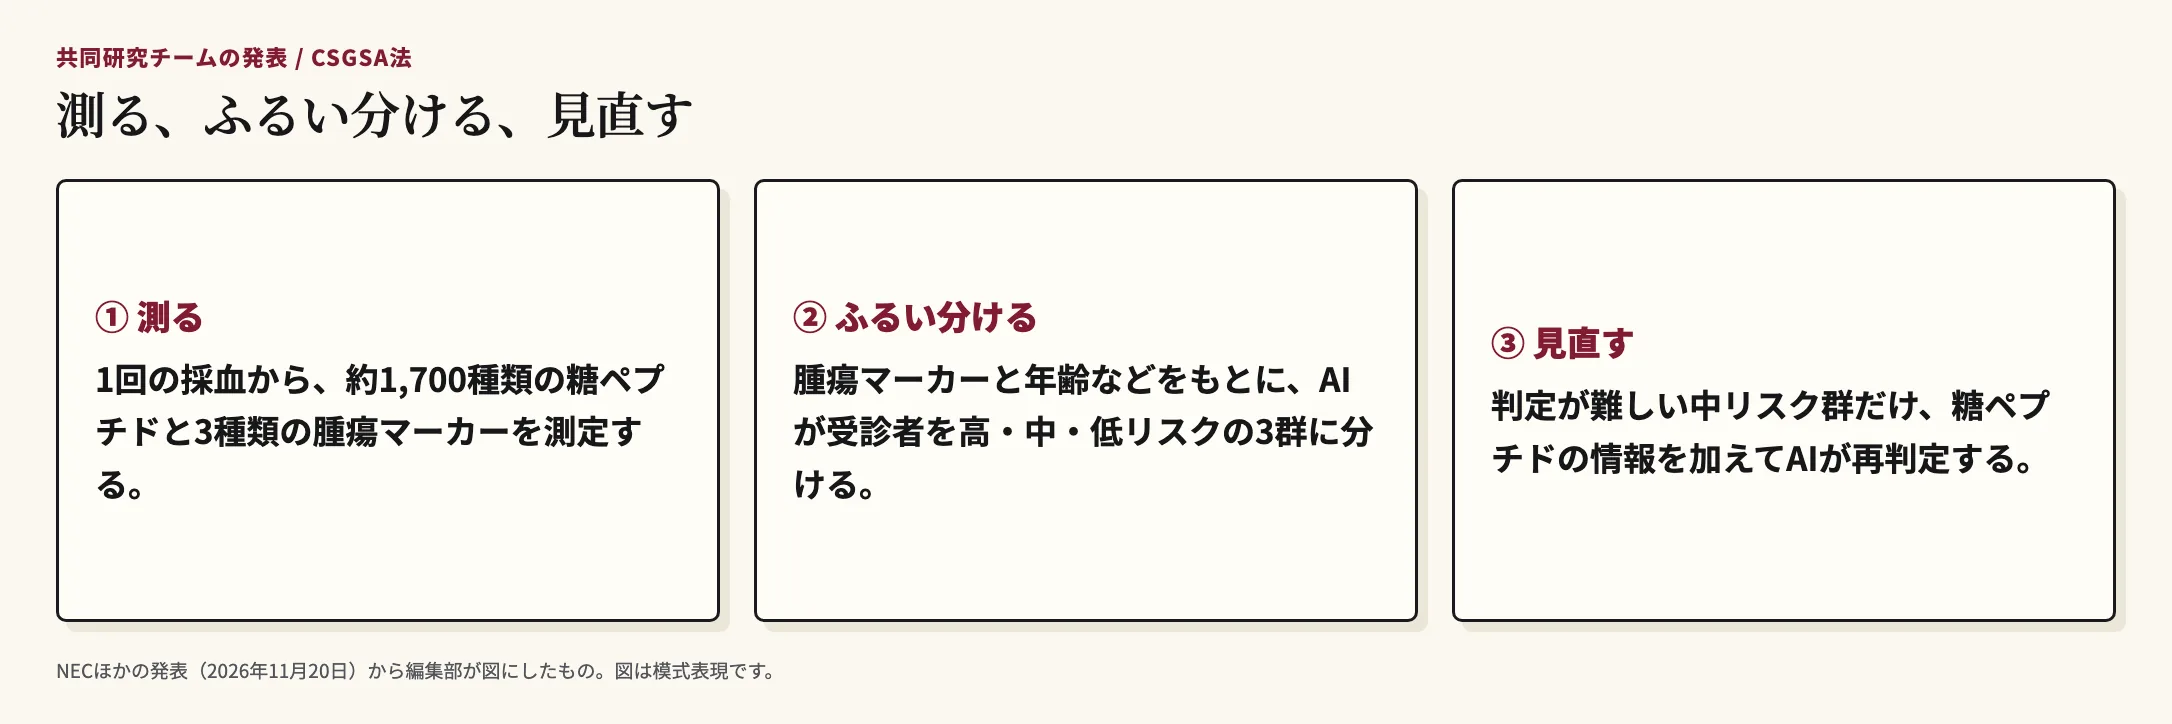 共同研究チームの発表 / CSGSA法
測る、ふるい分ける、見直す
① 測る
1回の採血から、約1,700種類の糖ペプ
チドと3種類の腫瘍マーカーを測定す
る。
② ふるい分ける
腫瘍マーカーと年齢などをもとに、AI
が受診者を高・中・低リスクの3群に分
ける。
③ 見直す
判定が難しい中リスク群だけ、糖ペプ
チドの情報を加えてAIが再判定する。
NECほかの発表（2026年11月20日）から編集部が図にしたもの。図は模式表現です。